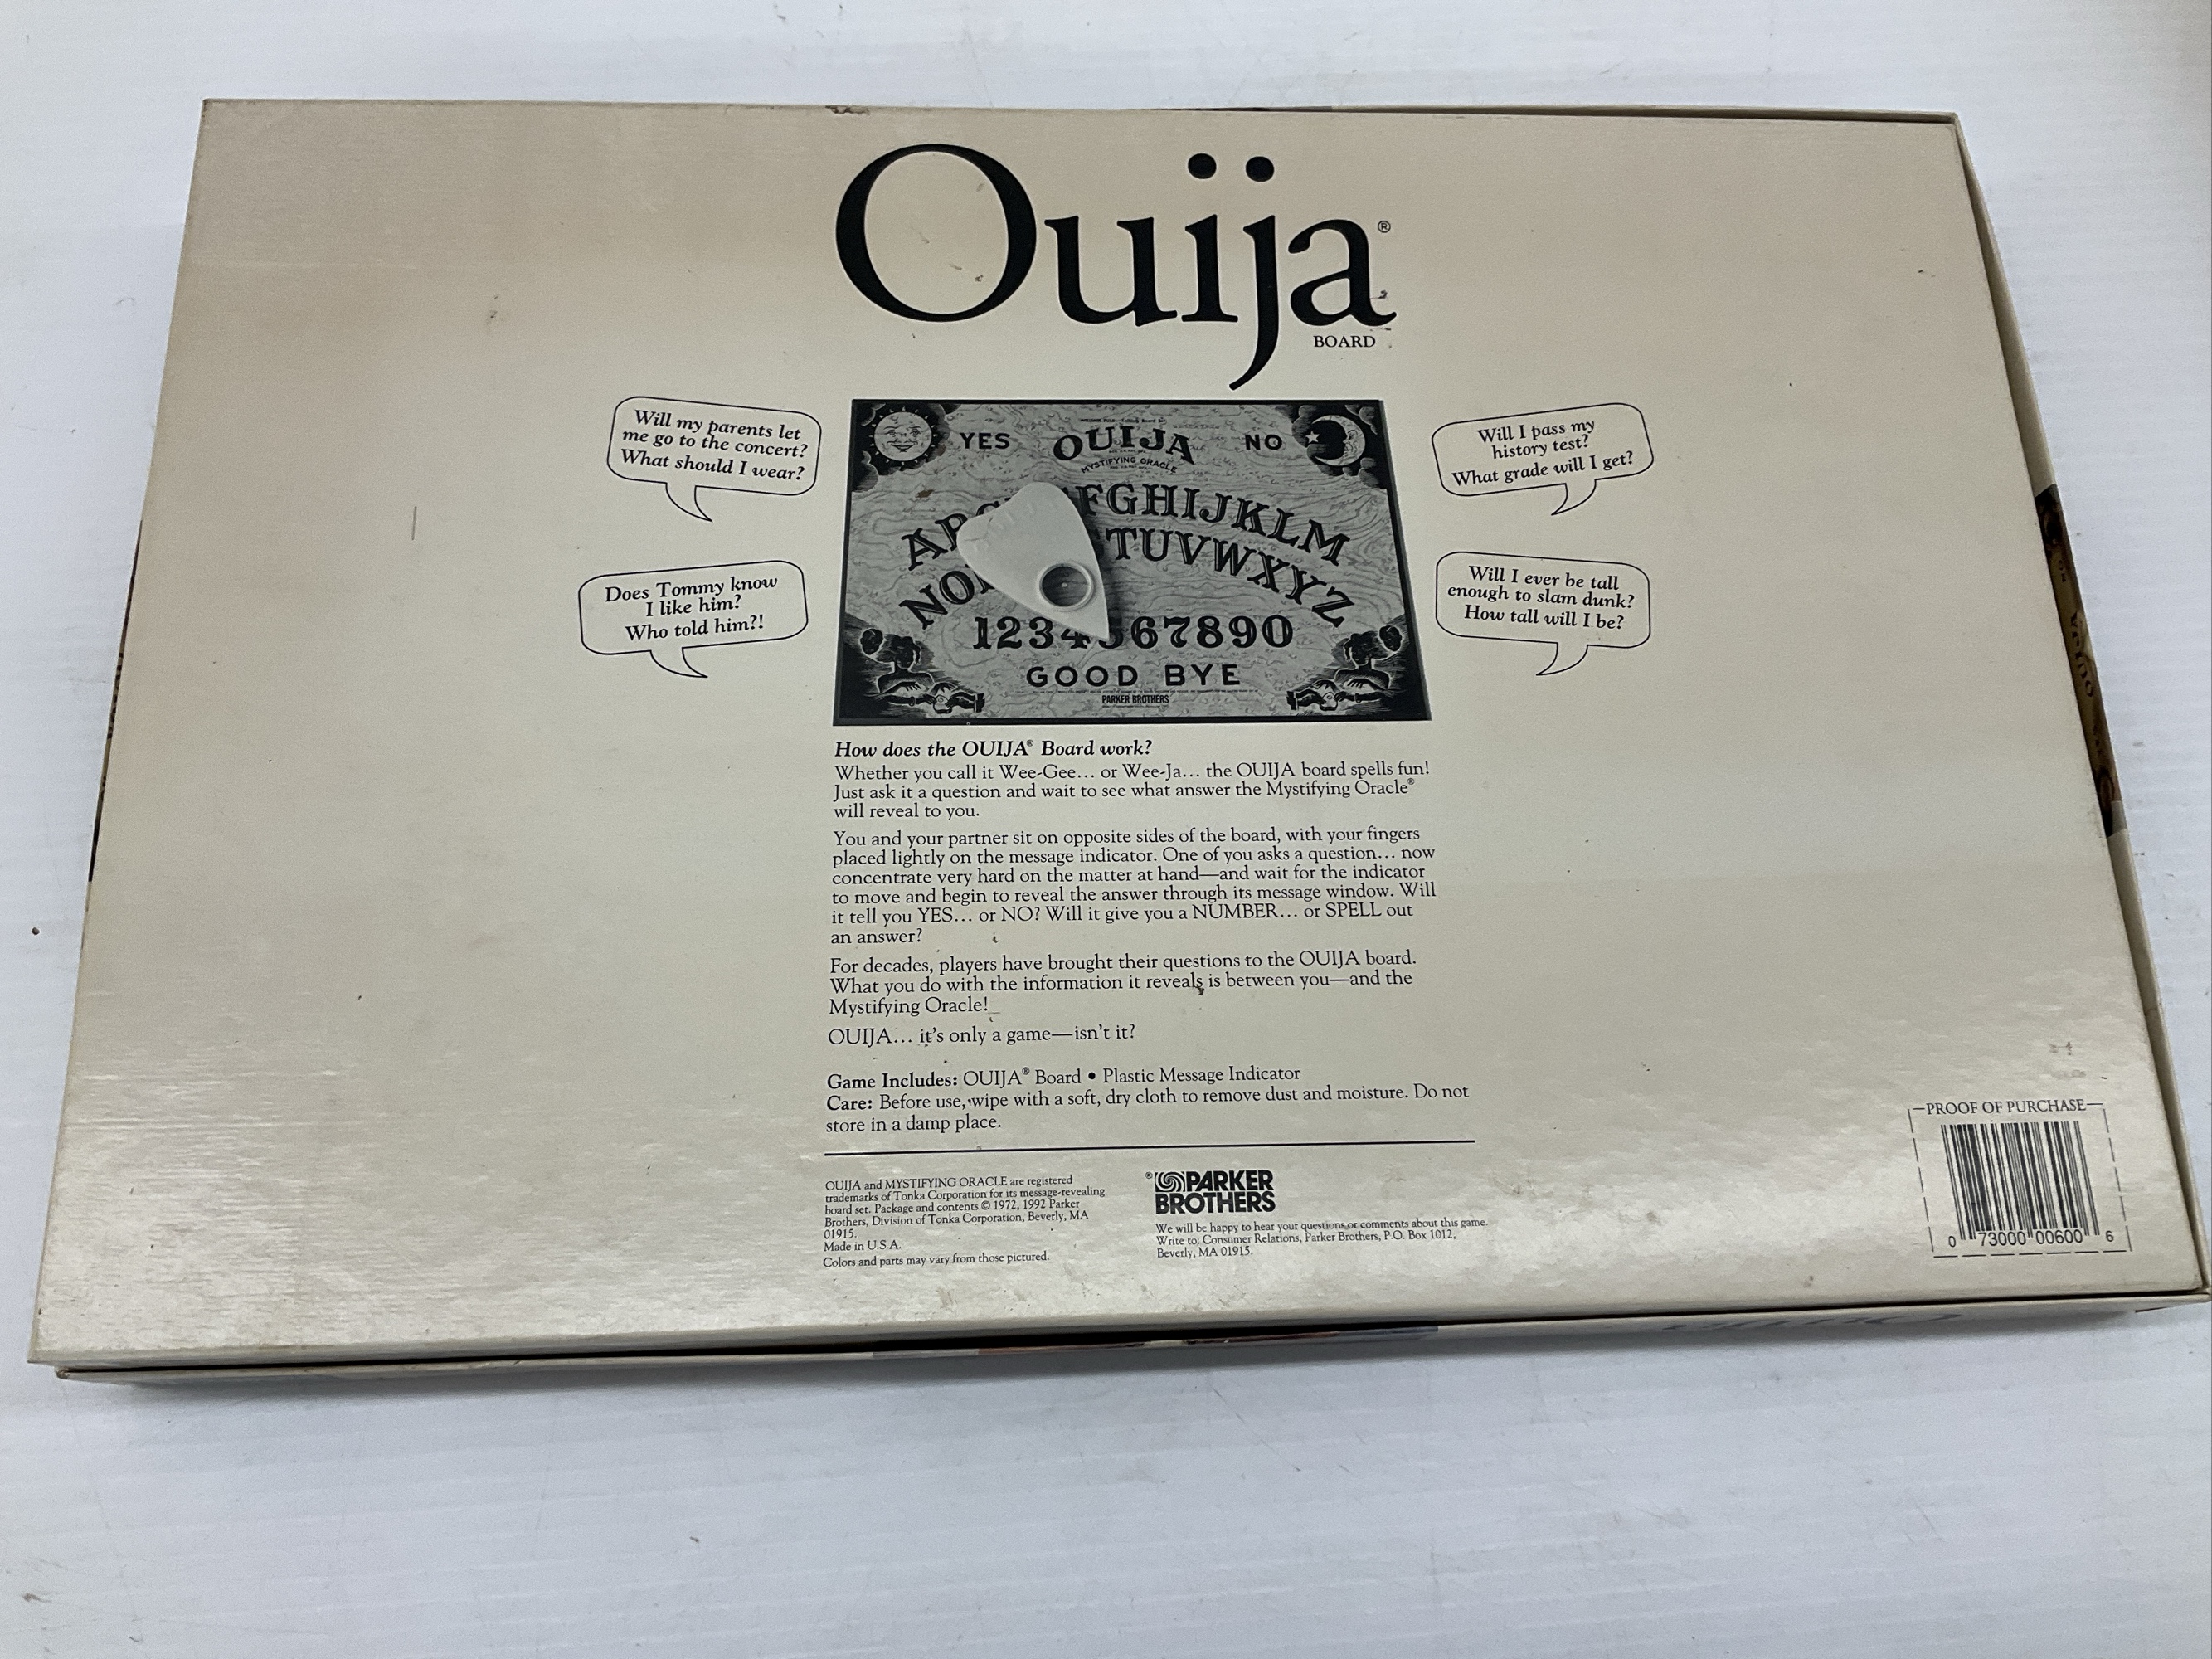 Ouija®
BOARD
Will my parents let
me go to the concert?
What should I wear?
Does Tommy know
I like him?
Who told him?!
YES
OUIJA
NO
MYSTIFYING ORACLE
FGHIJKLM
TUVWXYZ
67890
GOOD BYE
PARKER BROTHERS
Will I pass my
history test?
What grade will I get?
Will I ever be tall
enough to slam dunk?
How tall will I be?
How does the OUIJA® Board work?
Whether you call it Wee-Gee... or Wee-Ja... the OUIJA board spells fun!
Just ask it a question and wait to see what answer the Mystifying Oracle®
will reveal to you.
You and your partner sit on opposite sides of the board, with your fingers
placed lightly on the message indicator. One of you asks a question... now
concentrate very hard on the matter at hand—and wait for the indicator
to move and begin to reveal the answer through its message window. Will
it tell you YES... or NO? Will it give you a NUMBER... or SPELL out
an answer?
For decades, players have brought their questions to the OUIJA board.
What you do with the information it reveals is between you—and the
Mystifying Oracle!
OUIJA... it's only a game—isn't it?
Game Includes: OUIJA® Board • Plastic Message Indicator
Care: Before use, wipe with a soft, dry cloth to remove dust and moisture. Do not
store in a damp place.
OUIJA and MYSTIFYING ORACLE are registered
trademarks of Tonka Corporation for its message-revealing
board set. Package and contents © 1972, 1992 Parker
Brothers, Division of Tonka Corporation, Beverly, MA
01915.
Made in U.S.A.
Colors and parts may vary from those pictured.
® PARKER
BROTHERS
We will be happy to hear your questions or comments about this game.
Write to: Consumer Relations, Parker Brothers, P.O. Box 1012,
Beverly, MA 01915.
PROOF OF PURCHASE
0 73000 00600 6